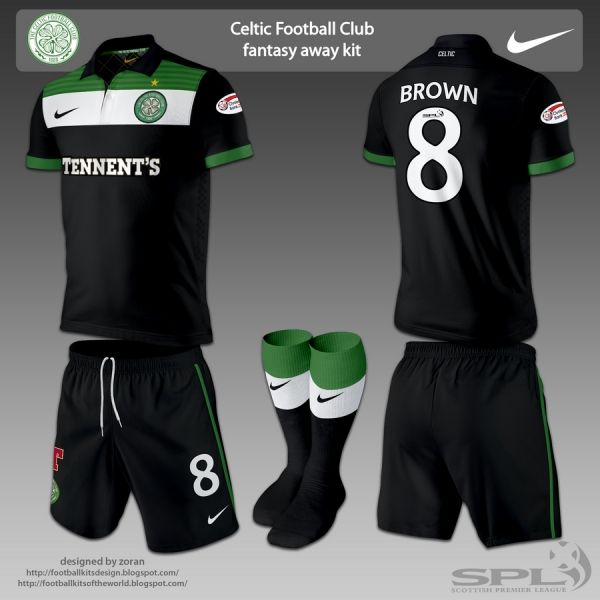 Celtic Football Club
fantasy away kit
CELTIC
BROWN
SPL
8
TENNENT'S
8
designed by zoran
http://footballkitsdesign.blogspot.com/
http://footballkitsoftheworld.blogspot.com/
SPL
SCOTTISH PREMIER LEAGUE